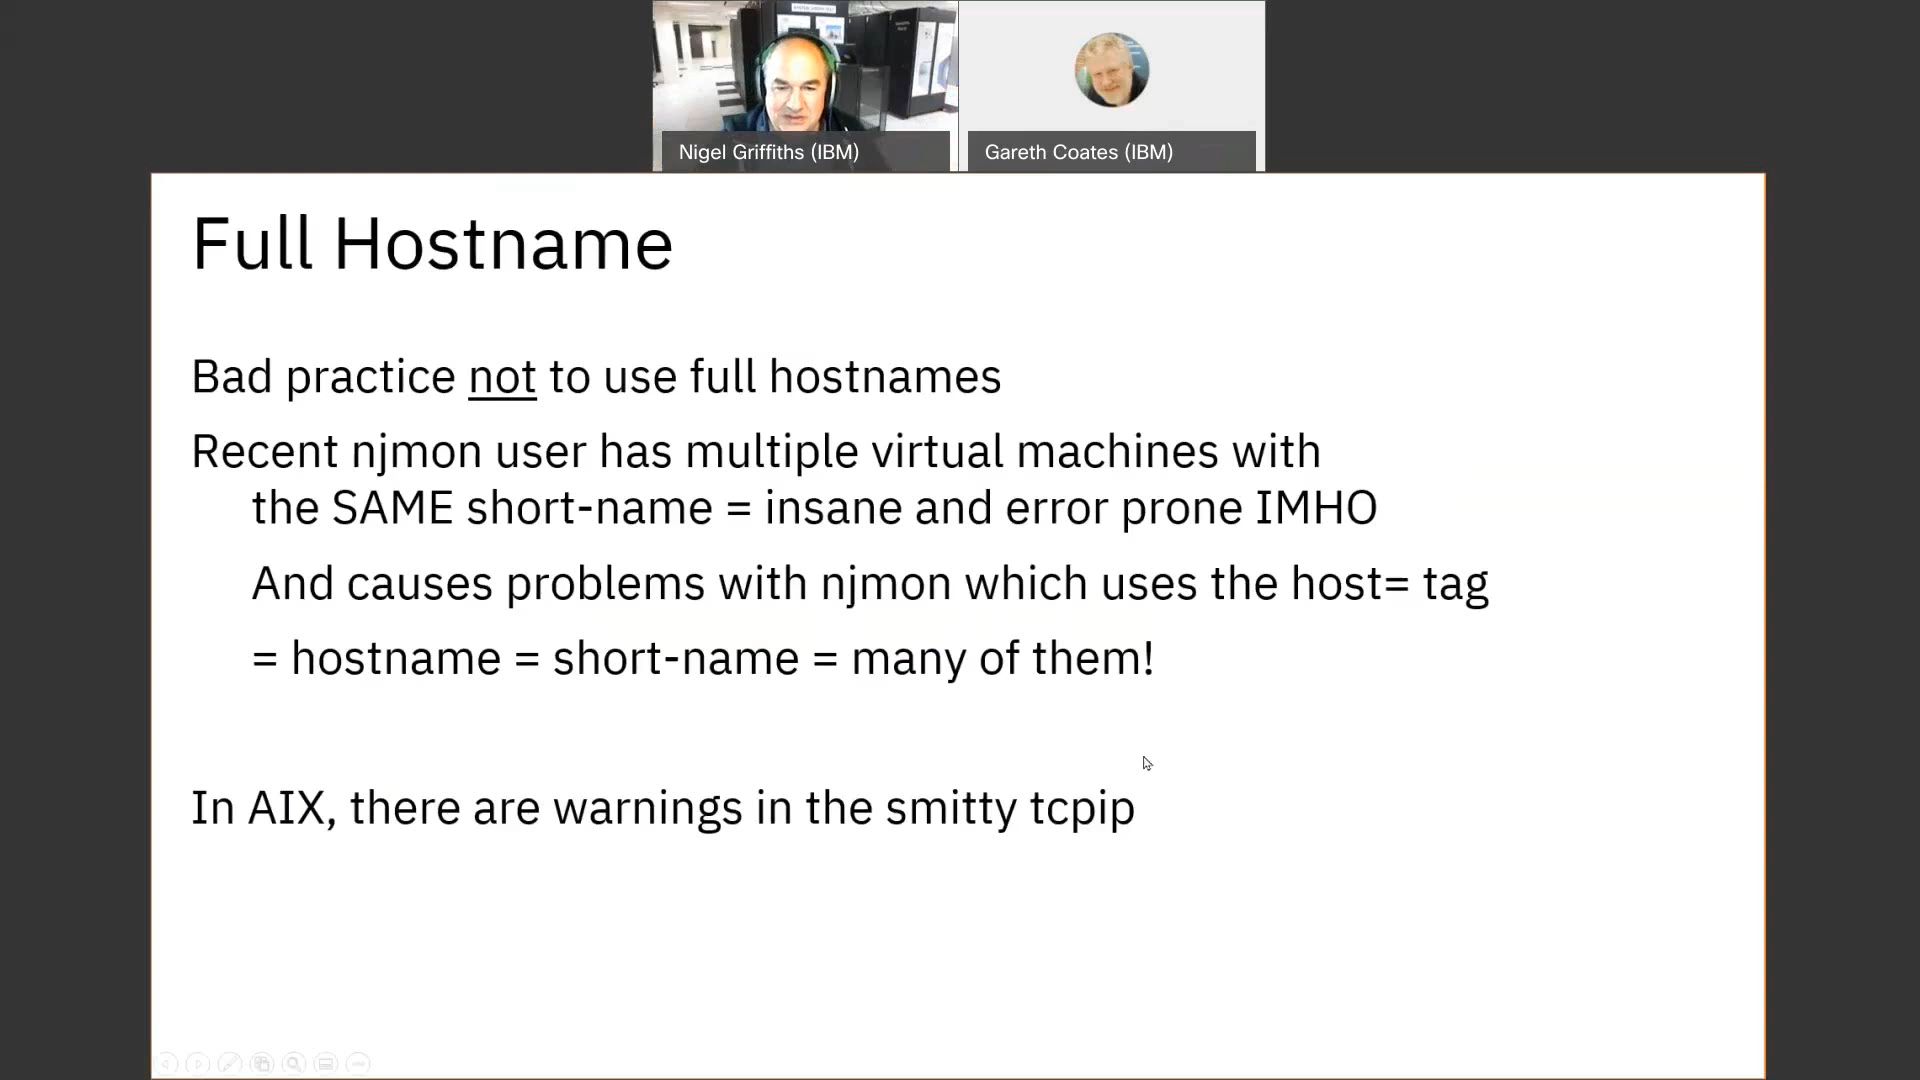 Nigel Griffiths (IBM)
Gareth Coates (IBM)
Full Hostname
Bad practice not to use full hostnames
Recent njmon user has multiple virtual machines with
the SAME short-name = insane and error prone IMHO
And causes problems with njmon which uses the host= tag
= hostname = short-name = many of them!
In AIX, there are warnings in the smitty tcpip